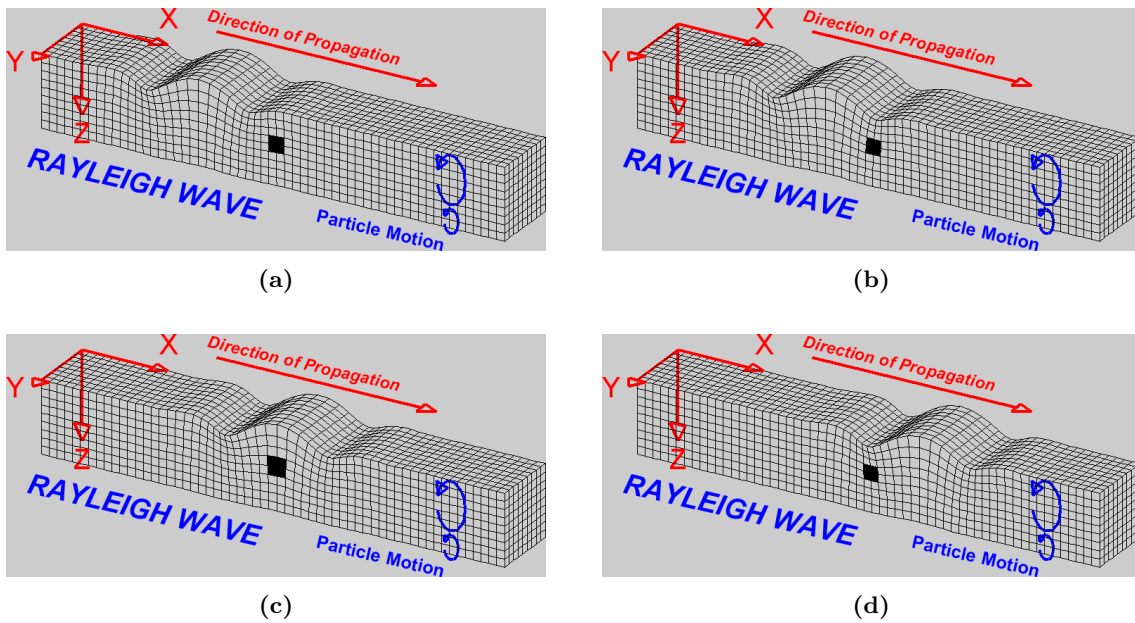 X
Direction of Propagation
Y
Z
RAYLEIGH WAVE
Particle Motion
(a)
X
Direction of Propagation
Y
Z
RAYLEIGH WAVE
Particle Motion
(b)
X
Direction of Propagation
Y
Z
RAYLEIGH WAVE
Particle Motion
(c)
X
Direction of Propagation
Y
Z
RAYLEIGH WAVE
Particle Motion
(d)